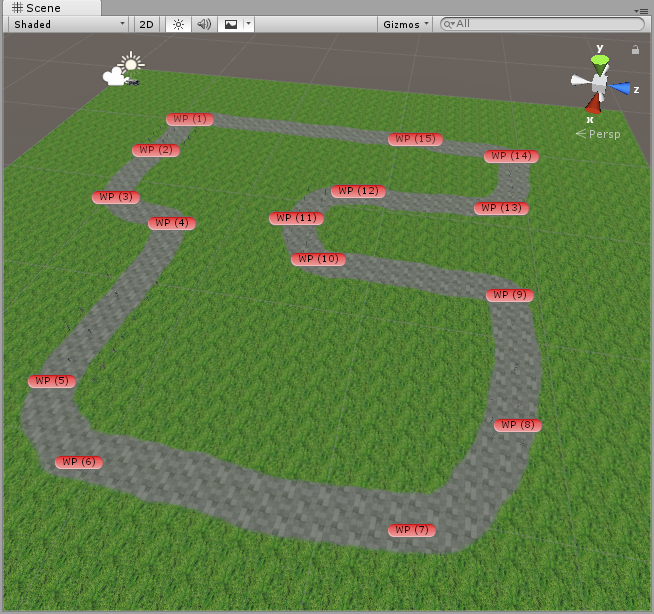 Scene
Shaded 2D Gizmos All
y
z
x
Persp
WP (1)
WP (15)
WP (2)
WP (14)
WP (3)
WP (12)
WP (13)
WP (4)
WP (11)
WP (10)
WP (9)
WP (5)
WP (8)
WP (6)
WP (7)